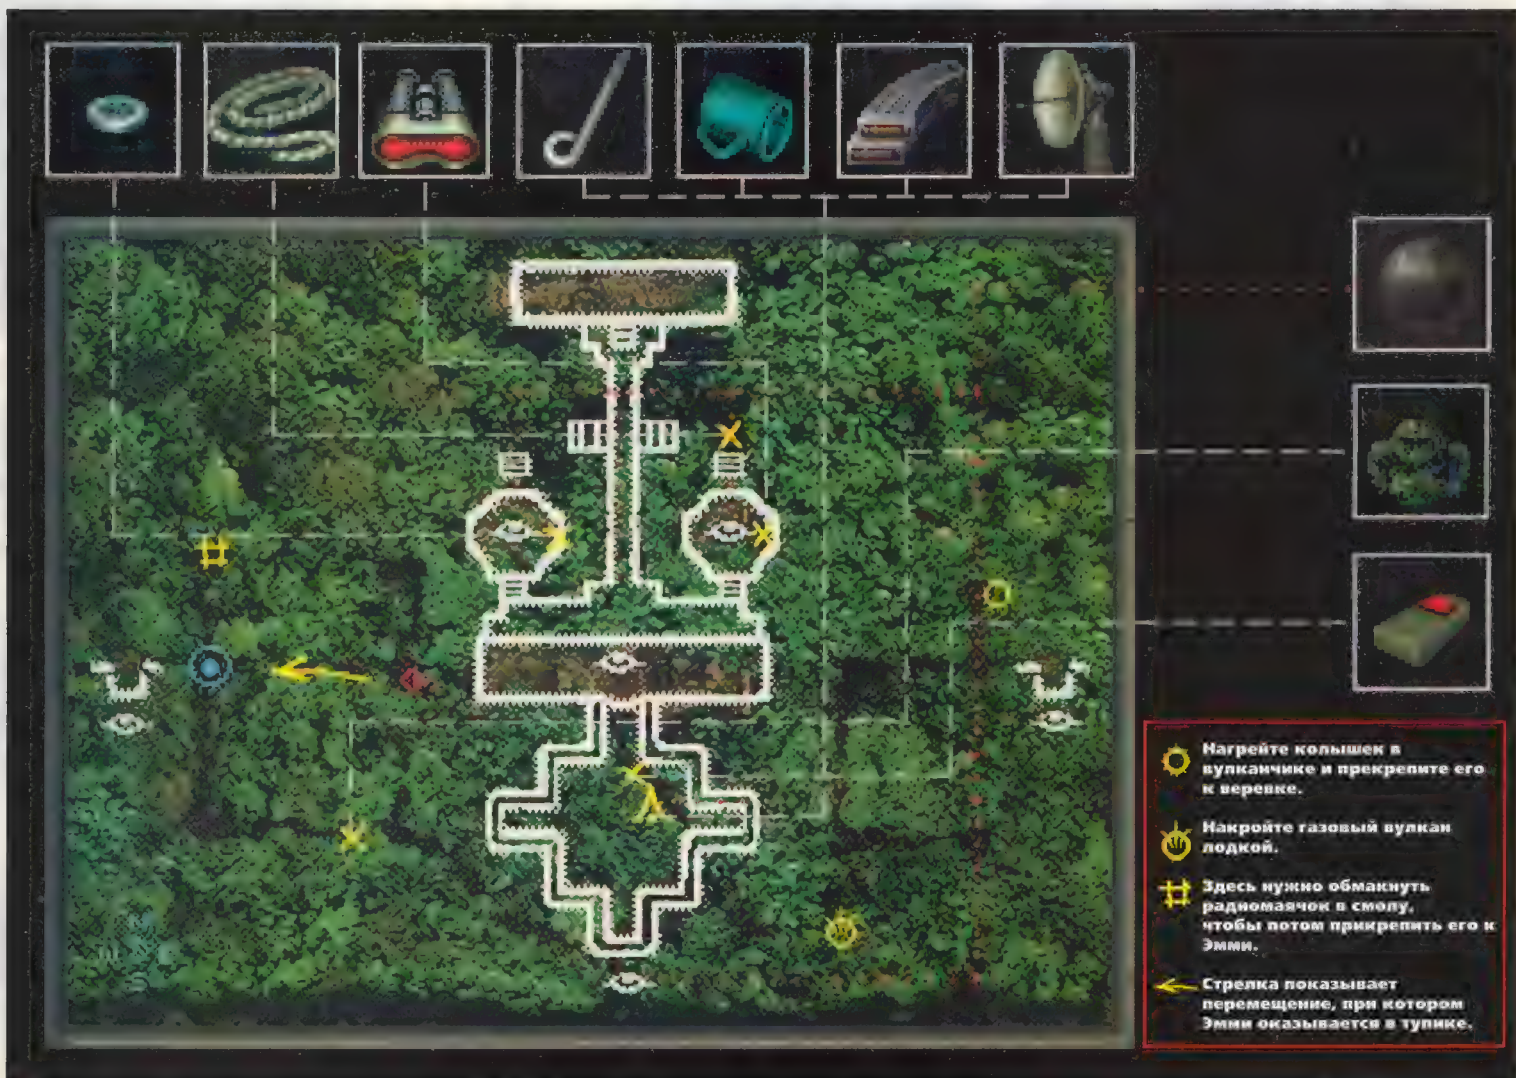 Нагрейте колышек в
вулканчике и прекрепите его
к веревке.
Накройте газовый вулкан
лодкой.
Здесь нужно обмакнуть
радиомаячок в смолу,
чтобы потом прикрепить его к
Эмми.
Стрелка показывает
перемещение, при котором
Эмми оказывается в тупике.